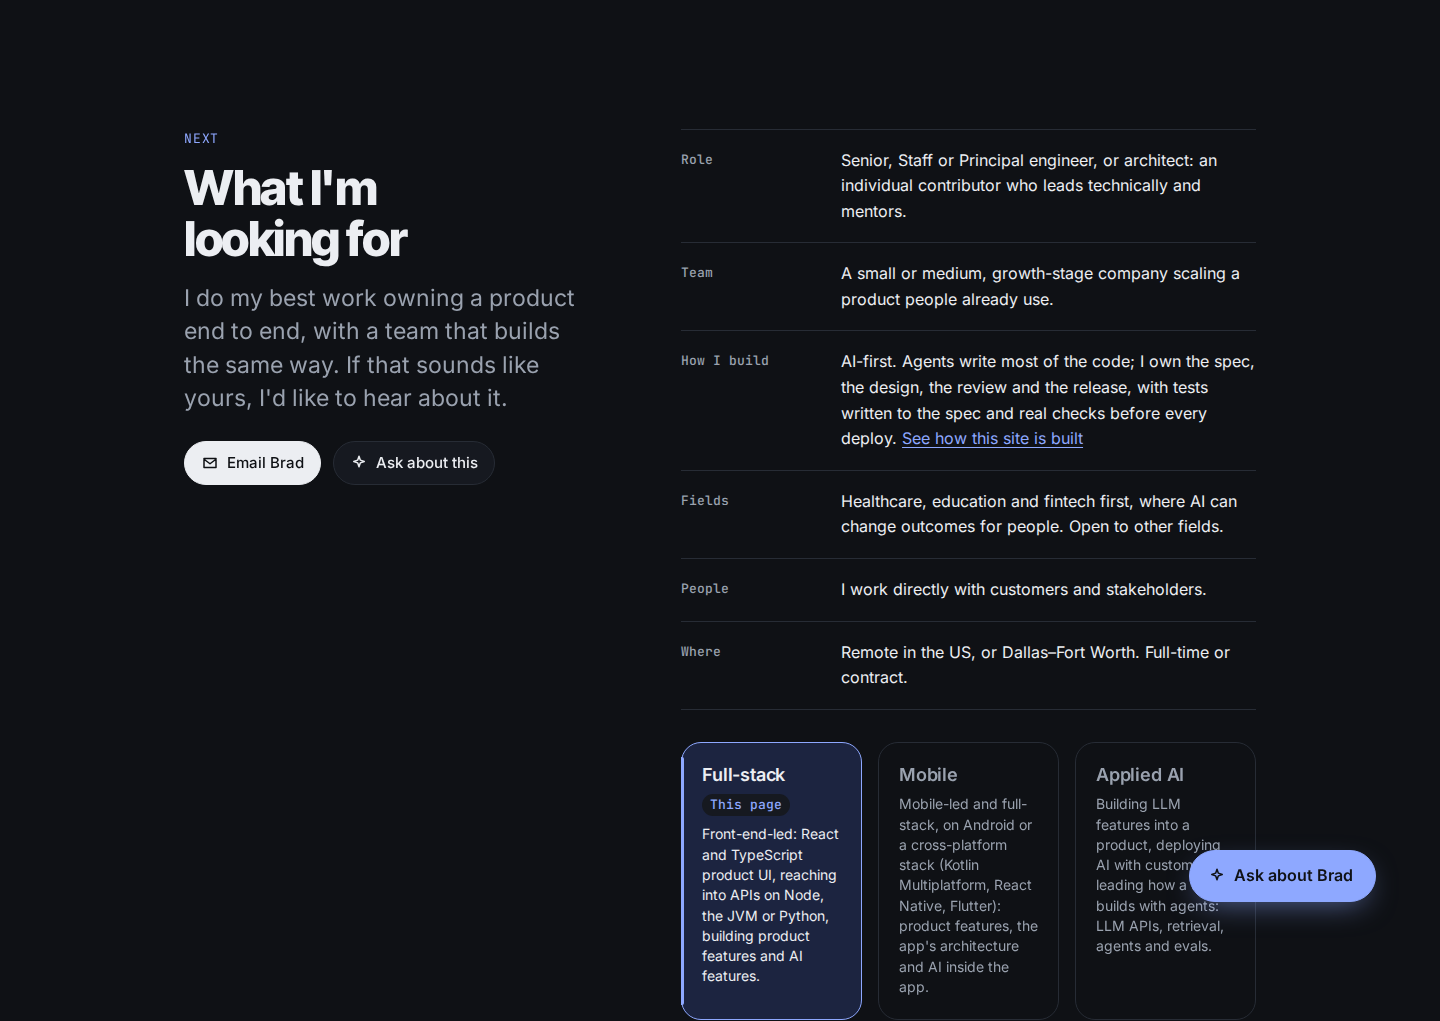 NEXT
What I'm
looking for
I do my best work owning a product
end to end, with a team that builds
the same way. If that sounds like
yours, I'd like to hear about it.
Email Brad
Ask about this
Role
Senior, Staff or Principal engineer, or architect: an
individual contributor who leads technically and
mentors.
Team
A small or medium, growth-stage company scaling a
product people already use.
How I build
AI-first. Agents write most of the code; I own the spec,
the design, the review and the release, with tests
written to the spec and real checks before every
deploy. See how this site is built
Fields
Healthcare, education and fintech first, where AI can
change outcomes for people. Open to other fields.
People
I work directly with customers and stakeholders.
Where
Remote in the US, or Dallas–Fort Worth. Full-time or
contract.
Full-stack
This page
Front-end-led: React
and TypeScript
product UI, reaching
into APIs on Node,
the JVM or Python,
building product
features and AI
features.
Mobile
Mobile-led and full-
stack, on Android or
a cross-platform
stack (Kotlin
Multiplatform, React
Native, Flutter):
product features, the
app's architecture
and AI inside the
app.
Applied AI
Building LLM
features into a
product, deploying
AI with
leading how a
builds with agents:
LLM APIs, retrieval,
agents and evals.
Ask about Brad